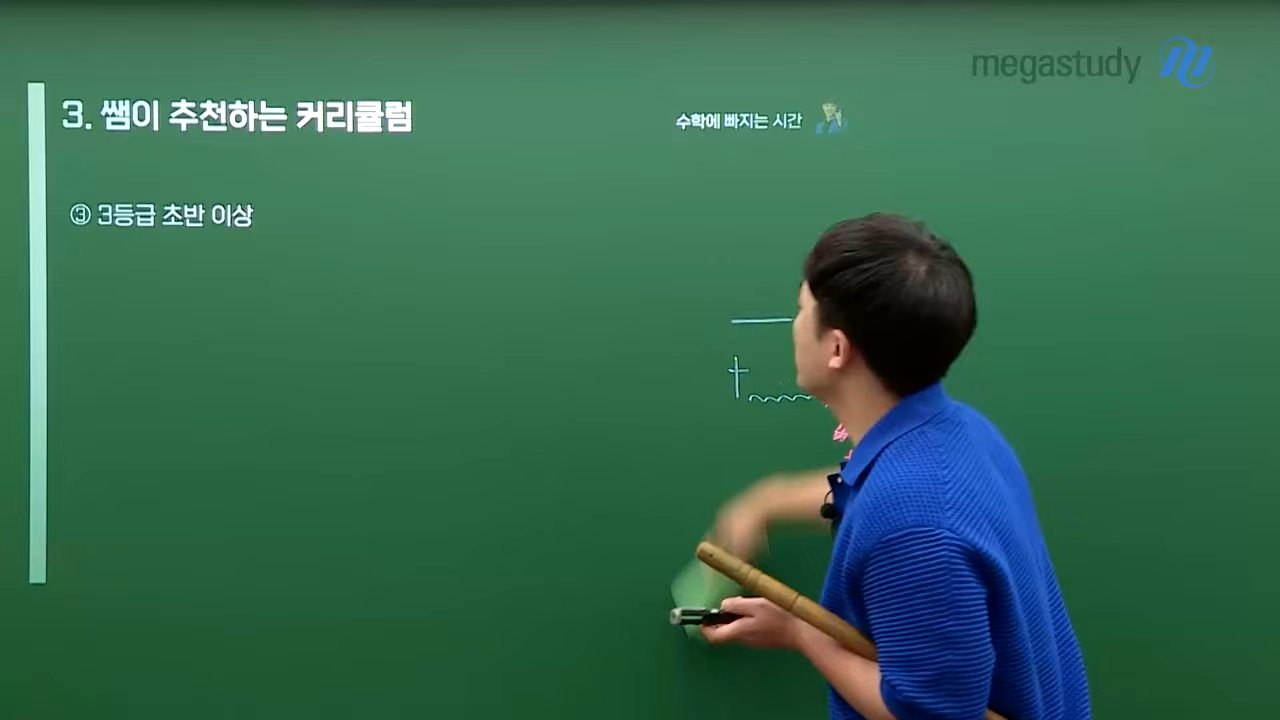 megastudy
3. 쌤이 추천하는 커리큘럼
수학에 빠지는 시간
③ 3등급 초반 이상